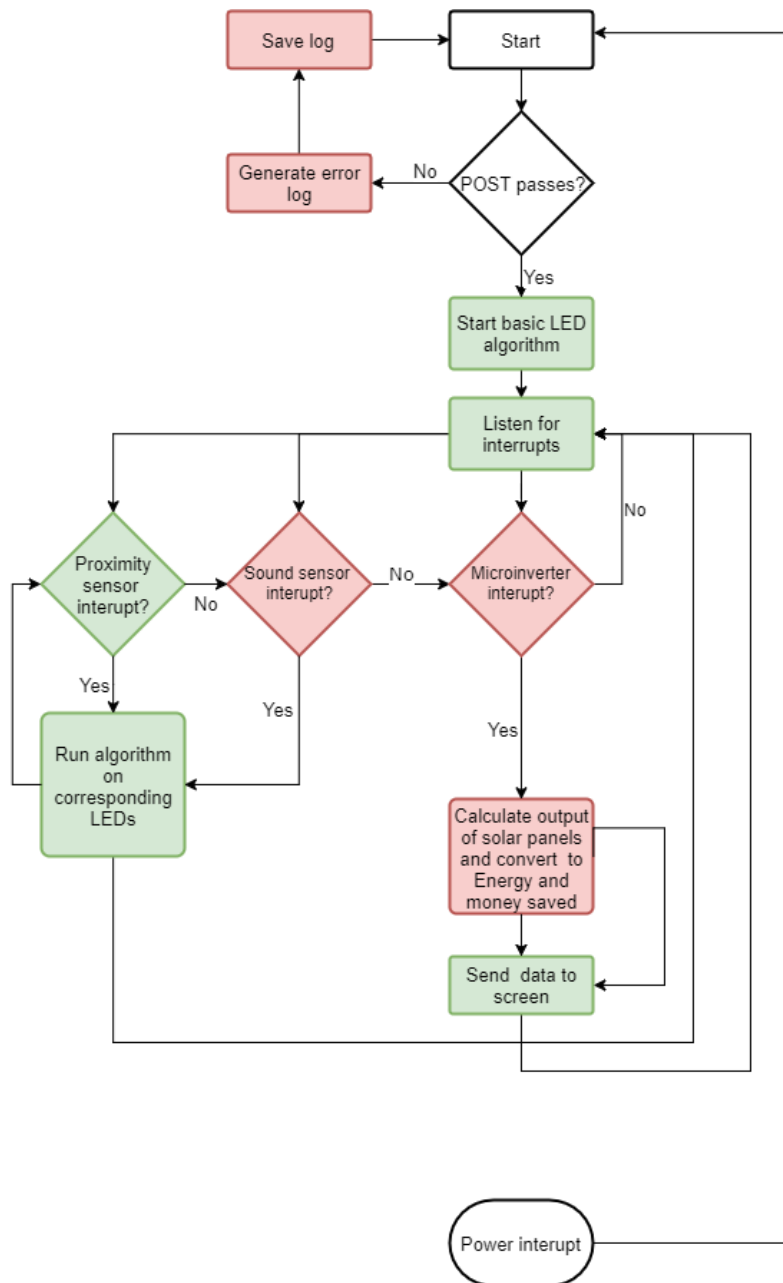 Save log
Start
Generate error
log
No
POST passes?
Yes
Start basic LED
algorithm
Listen for
interrupts
Proximity
sensor
interupt?
No
Sound sensor
interupt?
No
Microinverter
interupt?
No
Yes
Yes
Yes
Run algorithm
on
corresponding
LEDs
Calculate output
of solar panels
and convert to
Energy and
money saved
Send data to
screen
Power interupt